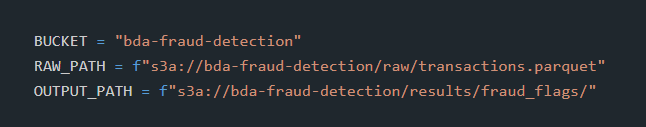 BUCKET = "bda-fraud-detection"
RAW_PATH = f"s3a://bda-fraud-detection/raw/transactions.parquet"
OUTPUT_PATH = f"s3a://bda-fraud-detection/results/fraud_flags/"